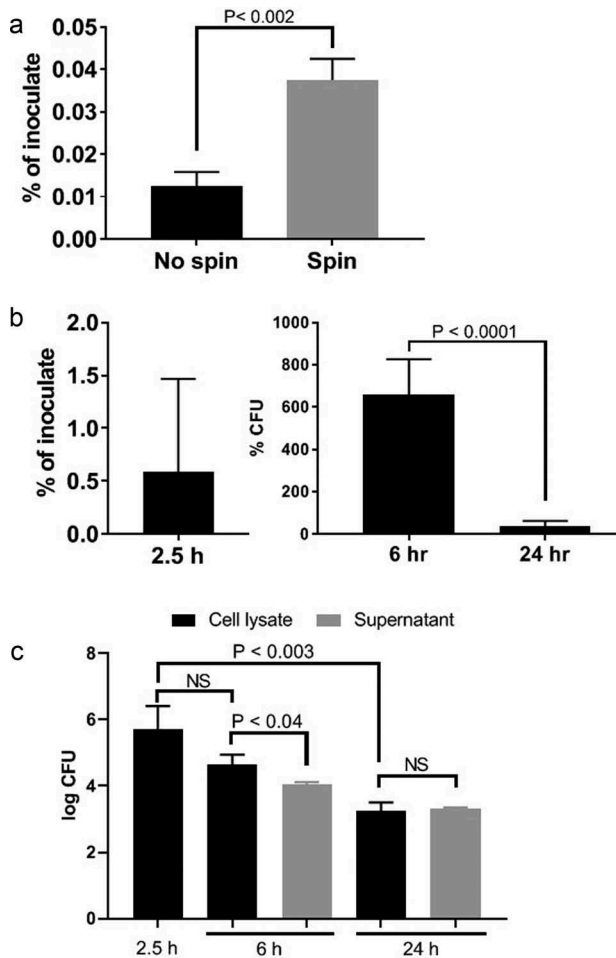 a
P< 0.002
% of inoculate
0.05
0.04
0.03
0.02
0.01
0.00
No spin
Spin
b
% of inoculate
2.0
1.5
1.0
0.5
0.0
2.5 h
% CFU
1000
800
600
400
200
0
P < 0.0001
6 hr
24 hr
Cell lysate
Supernatant
c
log CFU
8
6
4
2
0
P < 0.003
NS
P < 0.04
NS
2.5 h
6 h
24 h